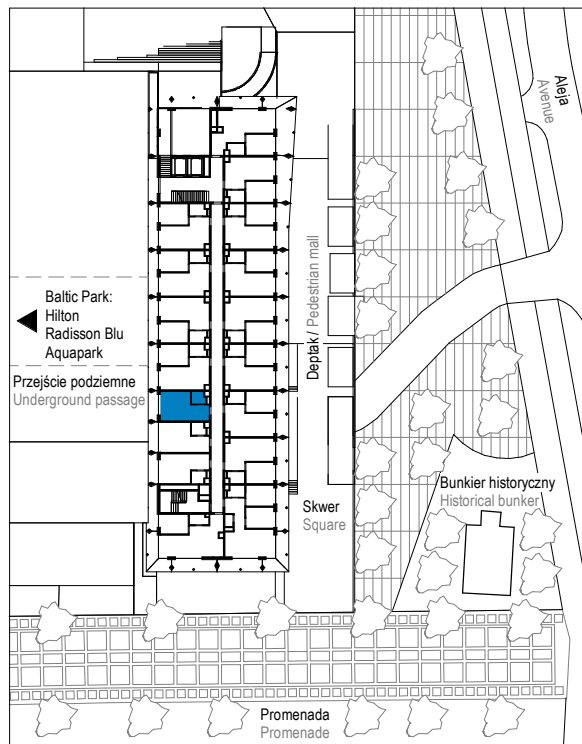 Aleja
Avenue
Baltic Park:
Hilton
Radisson Blu
Aquapark
Przejście podziemne
Underground passage
Deptak / Pedestrian mall
Skwer
Square
Bunkier historyczny
Historical bunker
Promenada
Promenade